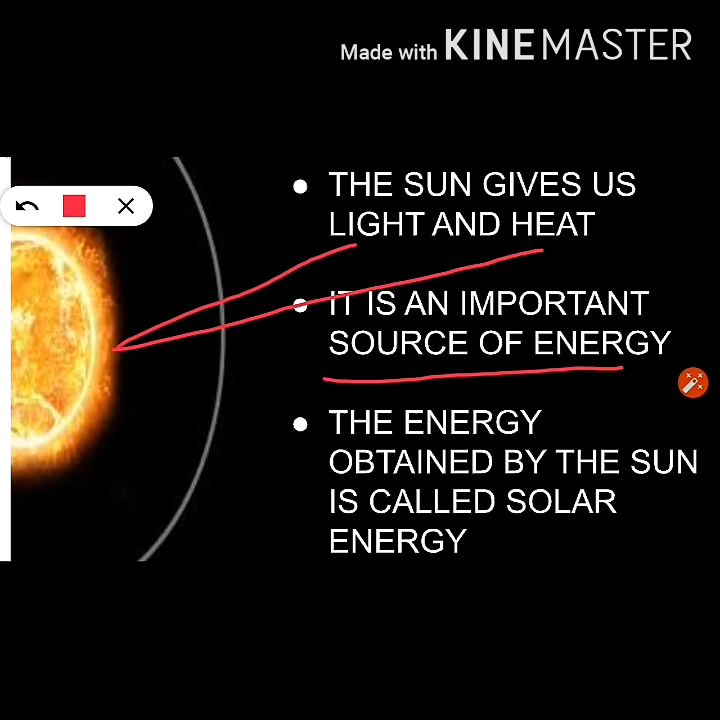 Made with KINEMASTER
THE SUN GIVES US
LIGHT AND HEAT
IT IS AN IMPORTANT
SOURCE OF ENERGY
THE ENERGY
OBTAINED BY THE SUN
IS CALLED SOLAR
ENERGY